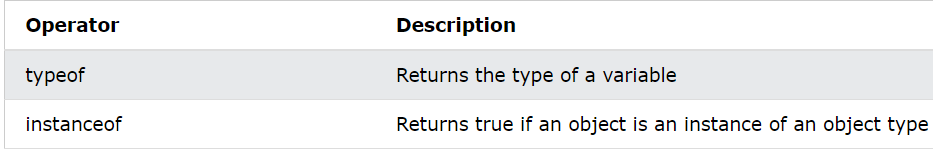 Operator Description
typeof Returns the type of a variable
instanceof Returns true if an object is an instance of an object type